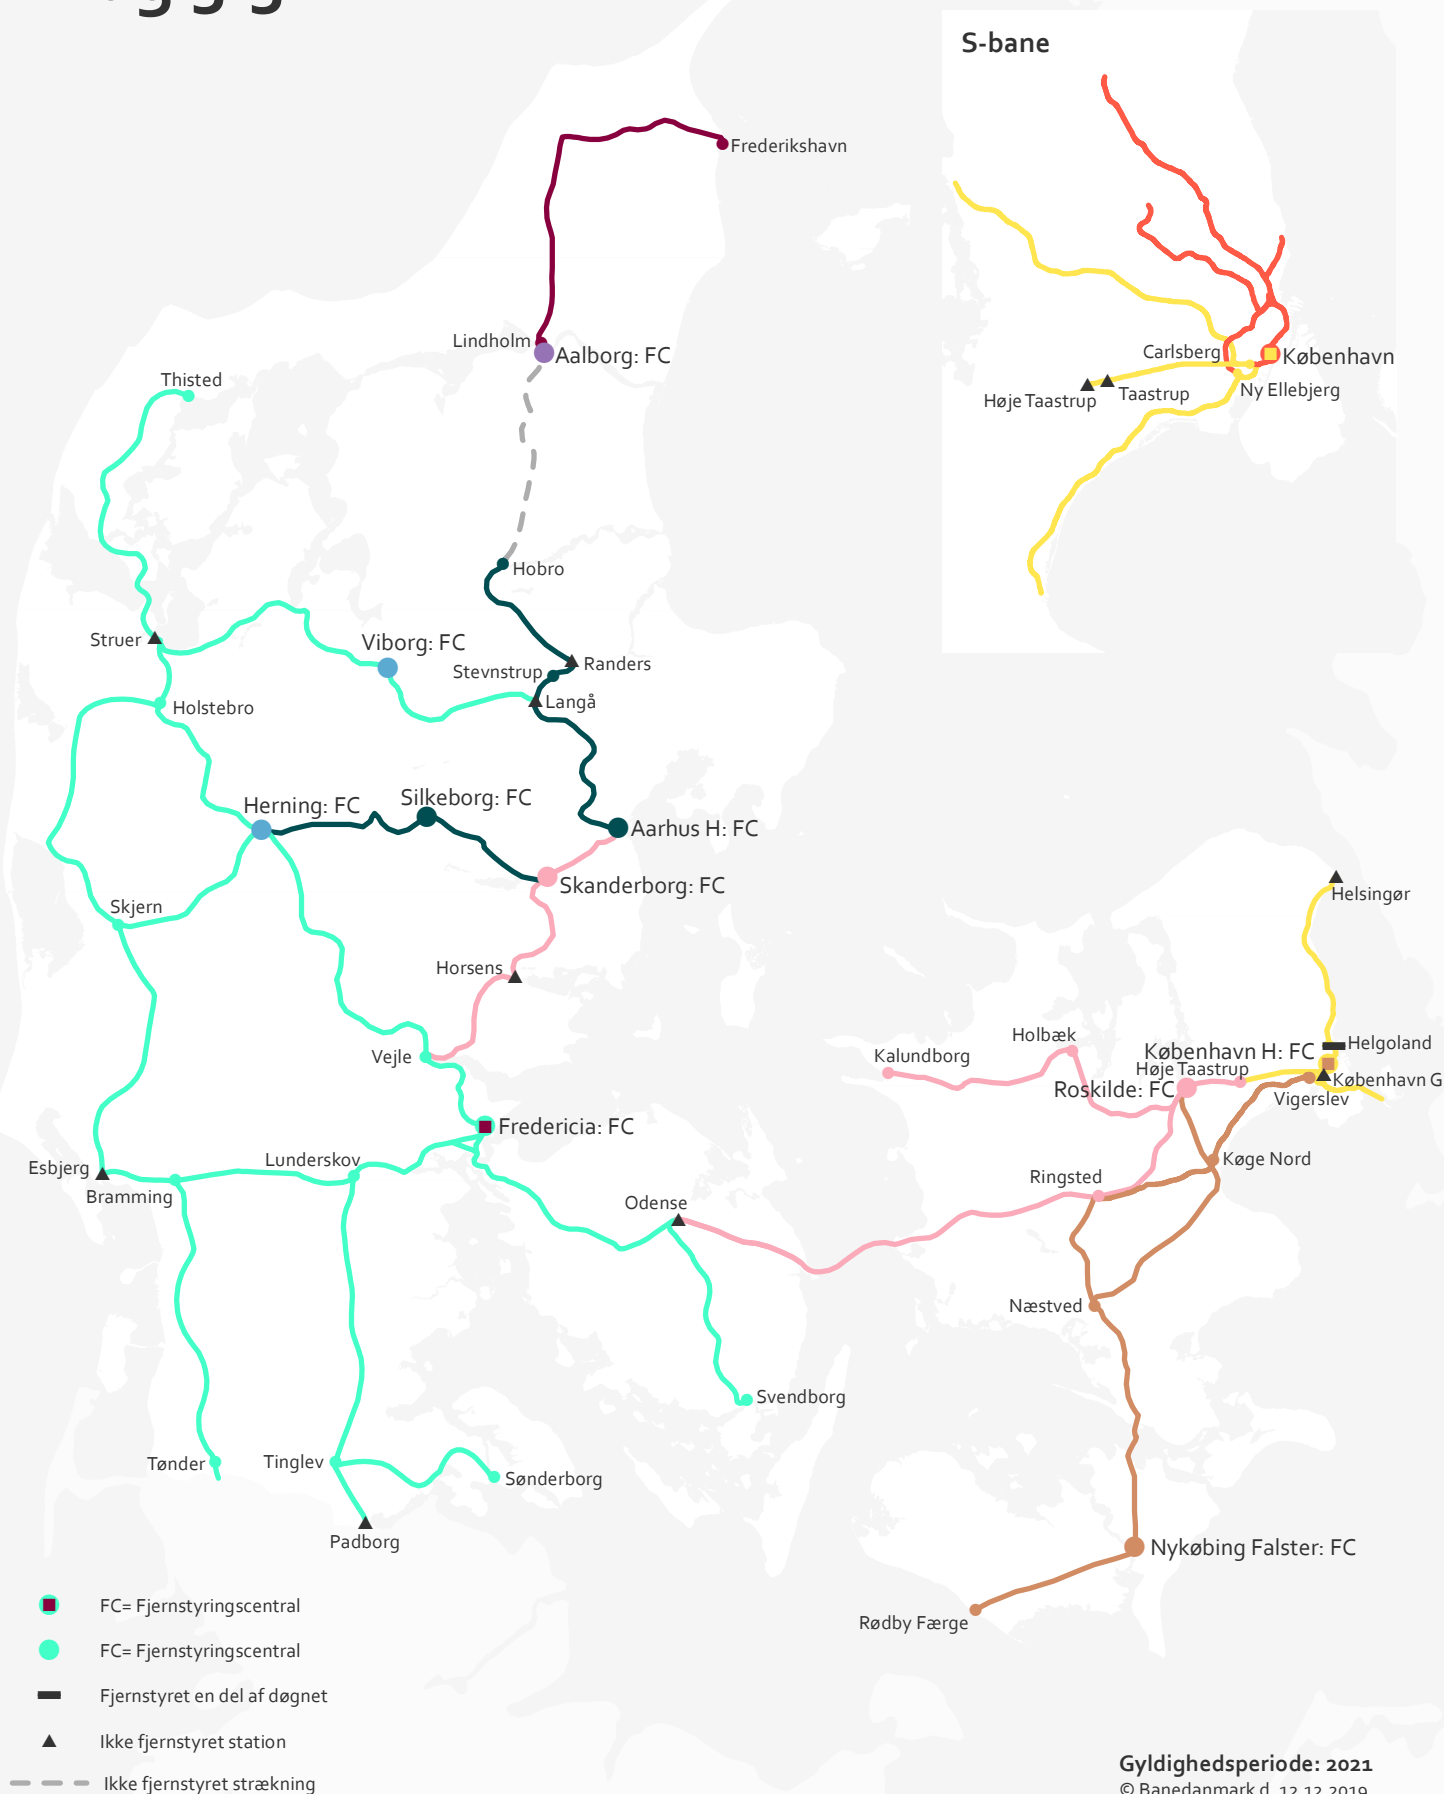 S-bane
Frederikshavn
Lindholm
Aalborg: FC
Carlsberg
København
Høje Taastrup
Taastrup
Ny Ellebjerg
Thisted
Hobro
Struer
Viborg: FC
Stevnstrup
Randers
Langå
Holstebro
Herning: FC
Silkeborg: FC
Aarhus H: FC
Skanderborg: FC
Skjern
Helsingør
Horsens
Holbæk
Kalundborg
Vejle
København H: FC
Helgoland
Høje Taastrup
København G
Roskilde: FC
Vigerslev
Fredericia: FC
Esbjerg
Lunderskov
Bramming
Køge Nord
Ringsted
Odense
Næstved
Svendborg
Tønder
Tinglev
Sønderborg
Padborg
Nykøbing Falster: FC
Rødby Færge
FC= Fjernstyringscentral
FC= Fjernstyringscentral
Fjernstyret en del af døgnet
Ikke fjernstyret station
Ikke fjernstyret strækning
Gyldighedsperiode: 2021
© Banedanmark d. 12.12.2019